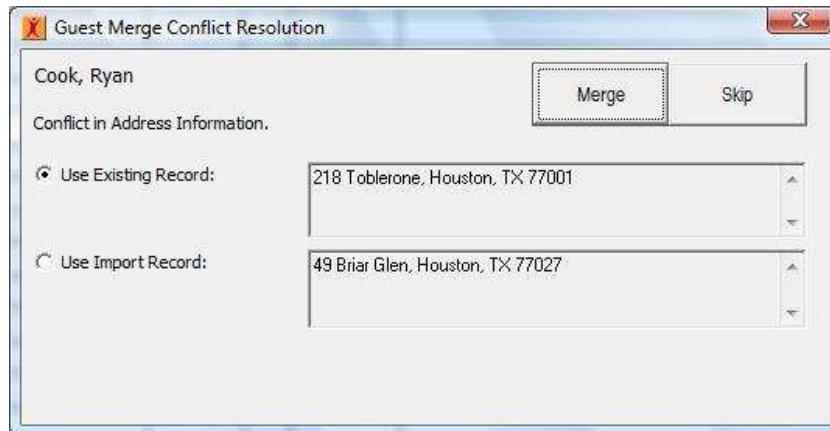 Guest Merge Conflict Resolution
Cook, Ryan
Merge
Skip
Conflict in Address Information.
Use Existing Record:
218 Toblerone, Houston, TX 77001
Use Import Record:
49 Briar Glen, Houston, TX 77027